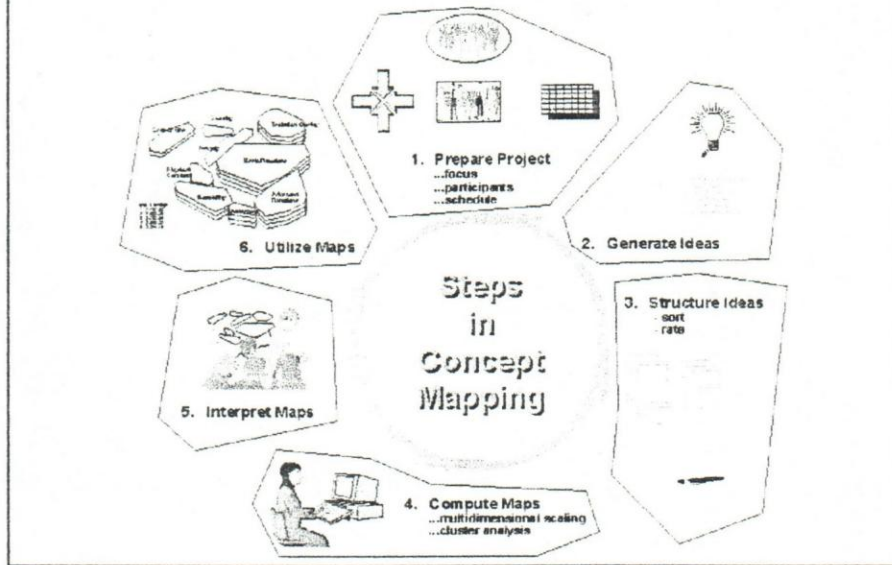 1. Prepare Project
...focus
...participants
...schedule
2. Generate Ideas
3. Structure Ideas
- sort
- rate
4. Compute Maps
...multidimensional scaling
...cluster analysis
5. Interpret Maps
6. Utilize Maps
Steps
in
Concept
Mapping